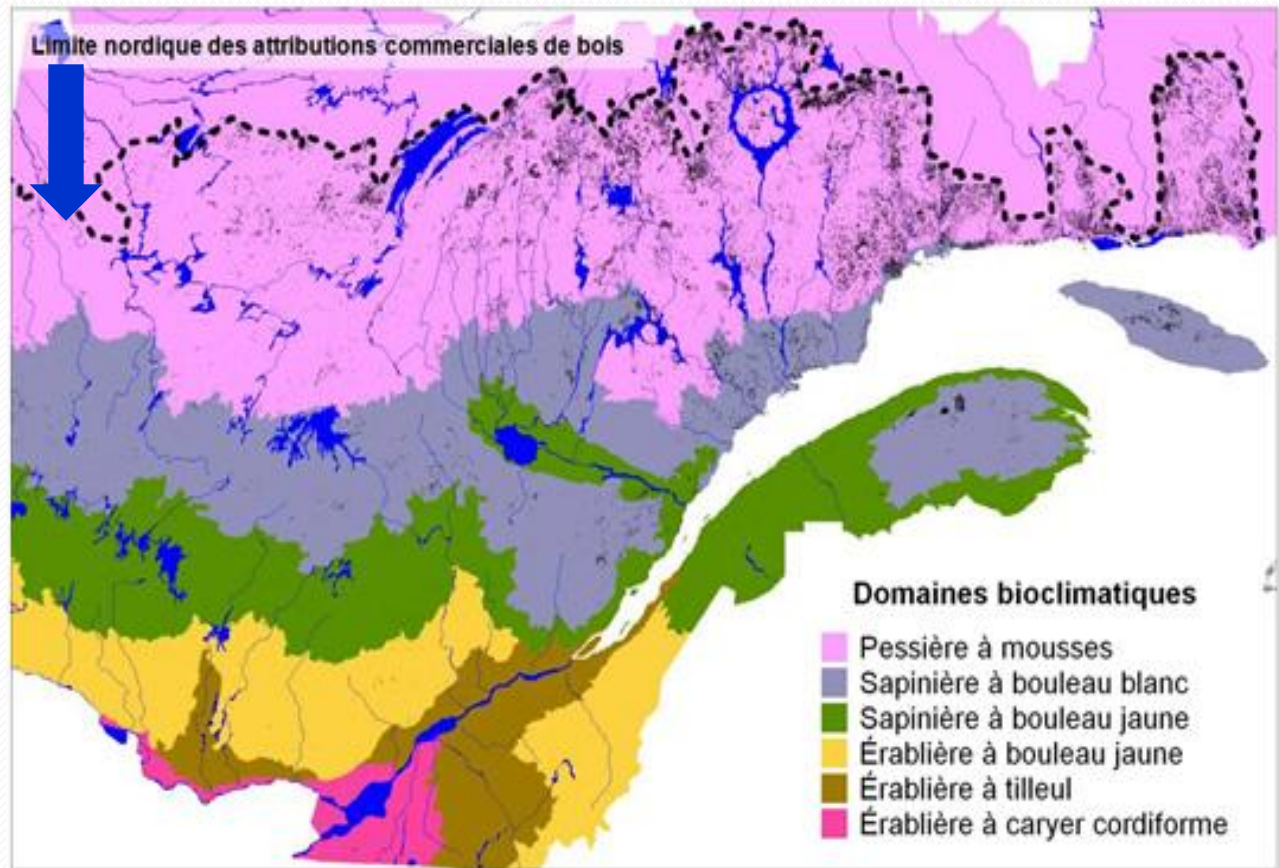 Limite nordique des attributions commerciales de bois
Domaines bioclimatiques
Pessière à mousses
Sapinière à bouleau blanc
Sapinière à bouleau jaune
Érablière à bouleau jaune
Érablière à tilleul
Érablière à caryer cordiforme